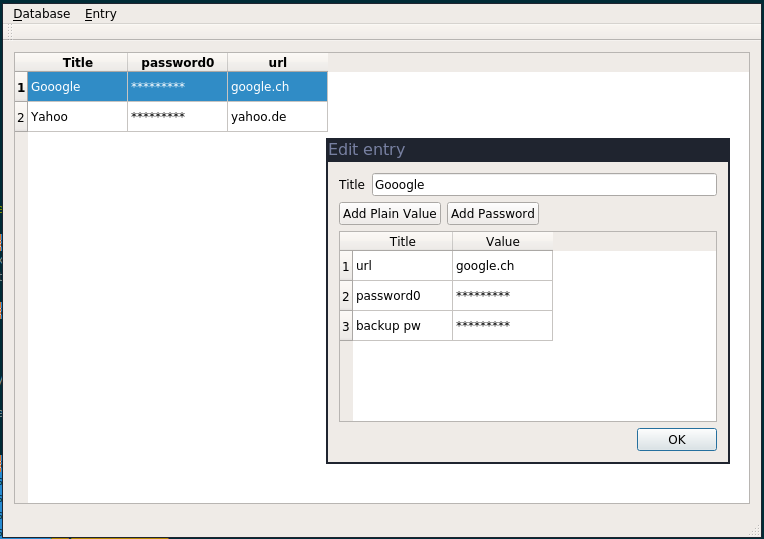 Database Entry
Title password0 url
1 Gooogle ********* google.ch
2 Yahoo ********* yahoo.de
Edit entry
Title Gooogle
Add Plain Value Add Password
Title Value
1 url google.ch
2 password0 *********
3 backup pw *********
OK